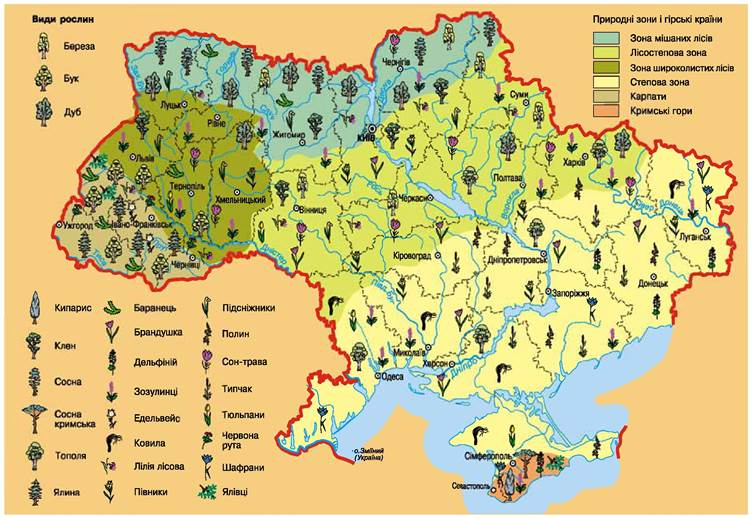 Види рослин
Береза
Бук
Дуб
Природні зони і гірські країни
Зона мішаних лісів
Лісостепова зона
Зона широколистих лісів
Степова зона
Карпати
Кримські гори
Чернігів
Луцьк
Рівне
Суми
Житомир
КИЇВ
Львів
Харків
Тернопіль
Хмельницький
Полтава
Вінниця
Черкаси
Ужгород
Івано-Франківськ
Луганськ
Чернівці
Кіровоград
Дніпропетровськ
Донецьк
Запоріжжя
Миколаїв
Херсон
Одеса
Дніпро
о.Зміїний
(Україна)
Сімферополь
Севастополь
Кипарис
Клен
Сосна
Сосна
кримська
Тополя
Ялина
Баранець
Брандушка
Дельфіній
Зозулинці
Едельвейс
Ковила
Лілія лісова
Півники
Підсніжники
Полин
Сон-трава
Типчак
Тюльпани
Червона
рута
Шафрани
Ялівці